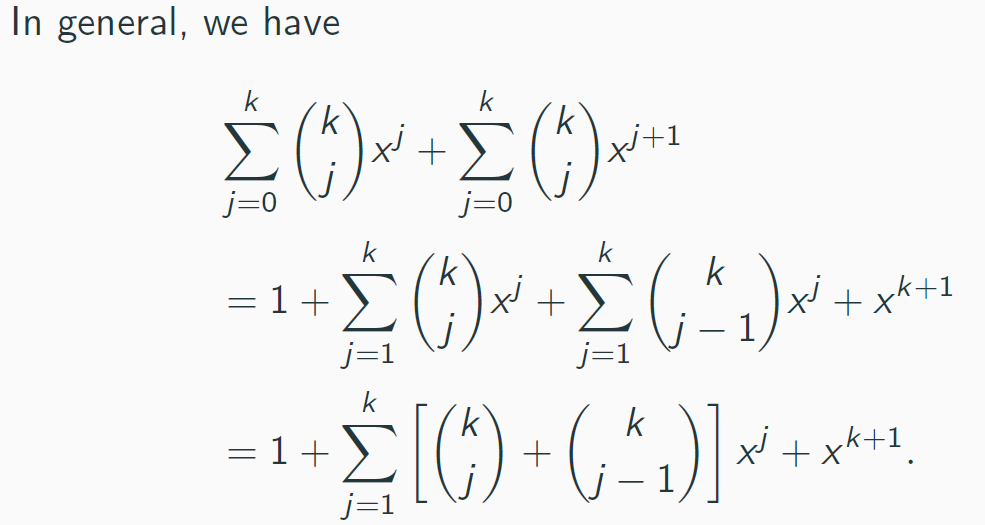 In general, we have
$$\sum_{j=0}^{k} \binom{k}{j} x^j + \sum_{j=0}^{k} \binom{k}{j} x^{j+1}$$
$$= 1 + \sum_{j=1}^{k} \binom{k}{j} x^j + \sum_{j=1}^{k} \binom{k}{j-1} x^j + x^{k+1}$$
$$= 1 + \sum_{j=1}^{k} \left[ \binom{k}{j} + \binom{k}{j-1} \right] x^j + x^{k+1}.$$